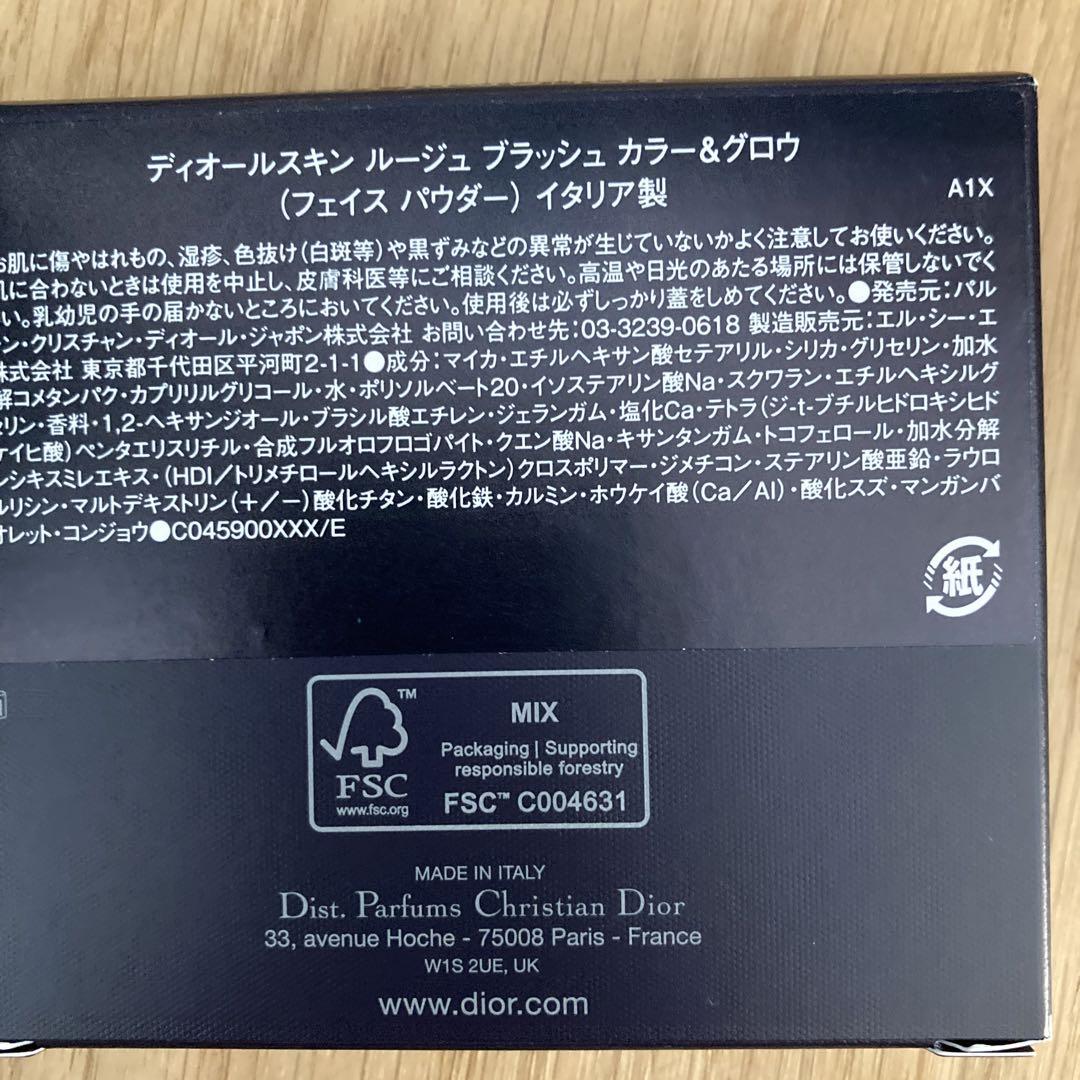 ディオールスキン ルージュ ブラッシュ カラー&グロウ
(フェイス パウダー) イタリア製
A1X
お肌に傷やはれもの、湿疹、色抜け(白斑等)や黒ずみなどの異常が生じていないかよく注意してお使いください。
肌に合わないときは使用を中止し、皮膚科医等にご相談ください。高温や日光のあたる場所には保管しないでく
い。乳幼児の手の届かないところにおいてください。使用後は必ずしっかり蓋をしめてください。●発売元:パル
ン・クリスチャン・ディオール・ジャポン株式会社 お問い合わせ先:03-3239-0618 製造販売元:エル・シー・エ
株式会社 東京都千代田区平河町2-1-1●成分:マイカ・エチルヘキサン酸セテアリル・シリカ・グリセリン・加水
解コメタンパク・カプリリルグリコール・水・ポリソルベート20・イソステアリン酸Na・スクワラン・エチルヘキシルグ
セリン・香料・1,2-ヘキサンジオール・ブラシル酸エチレン・ジェランガム・塩化Ca・テトラ(ジ-t-ブチルヒドロキシヒド
ケイヒ酸)ペンタエリスリチル・合成フルオロフロゴパイト・クエン酸Na・キサンタンガム・トコフェロール・加水分解
ンシキスミレエキス・(HDI/トリメチロールヘキシルラクトン)クロスポリマー・ジメチコン・ステアリン酸亜鉛・ラウロ
ルリシン・マルトデキストリン(+/-)酸化チタン・酸化鉄・カルミン・ホウケイ酸(Ca/Al)・酸化スズ・マンガンバ
オレット・コンジョウ●C045900XXX/E
紙
FSC™
www.fsc.org
MIX
Packaging | Supporting
responsible forestry
FSC™ C004631
MADE IN ITALY
Dist. Parfums Christian Dior
33, avenue Hoche - 75008 Paris - France
W1S 2UE, UK
www.dior.com